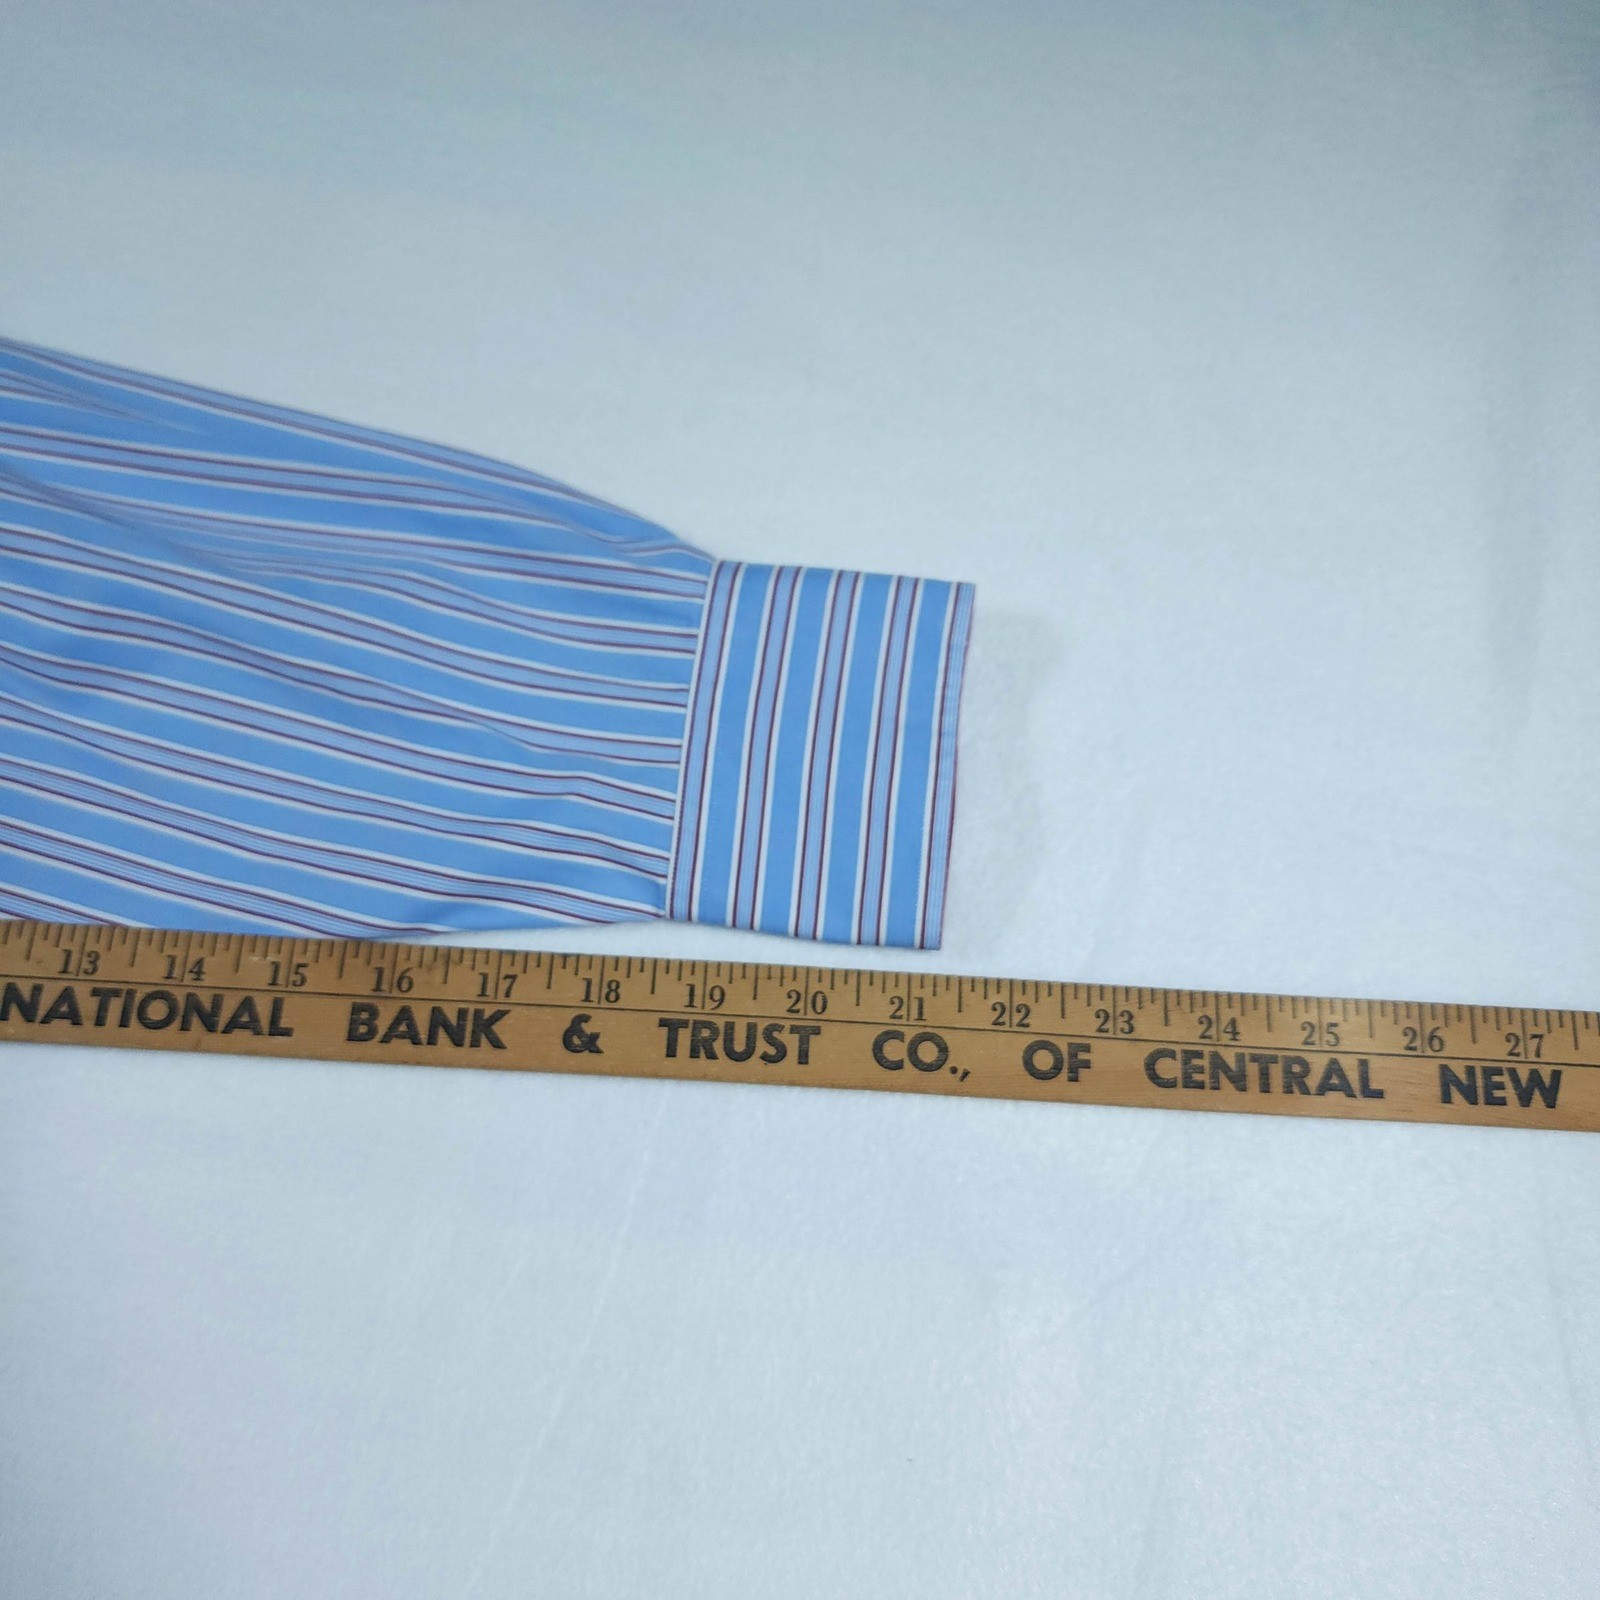 13 14 15 16 17 18 19 20 21 22 23 24 25 26 27
NATIONAL BANK & TRUST CO., OF CENTRAL NEW